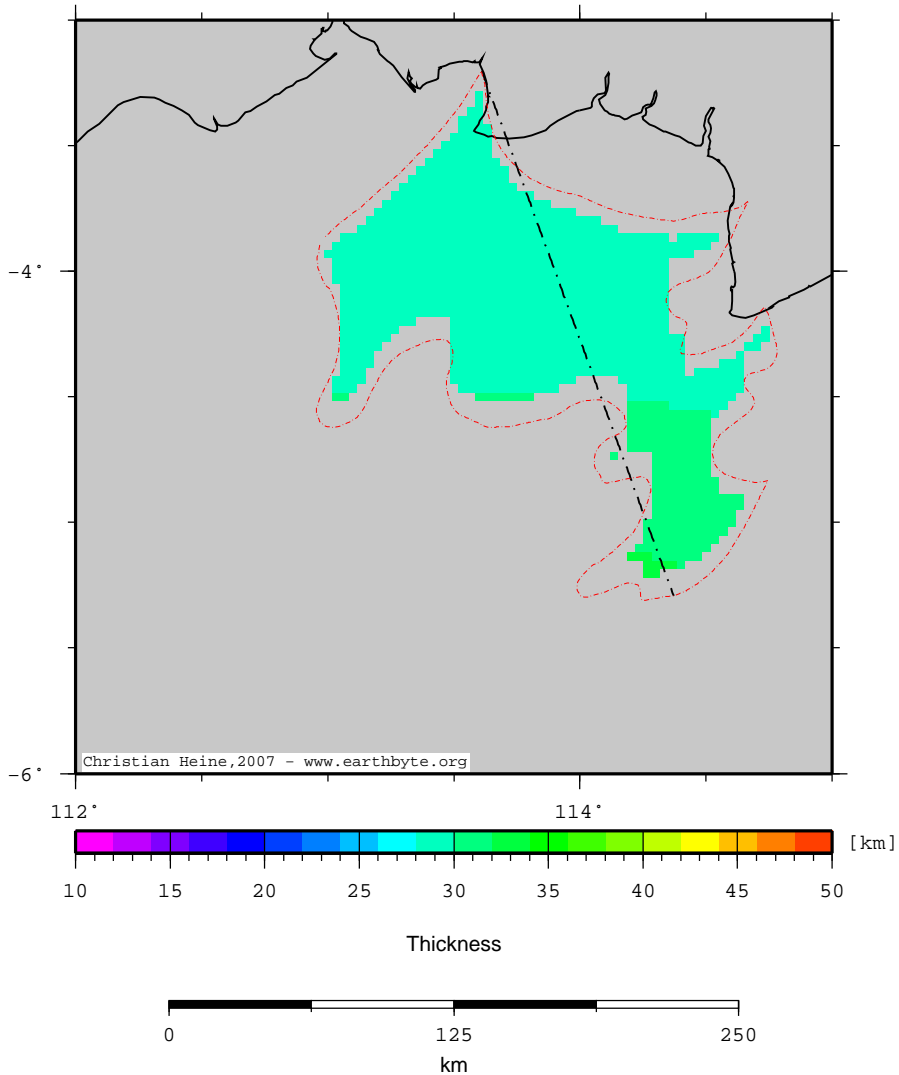 −4°
−6°
Christian Heine,2007 − www.earthbyte.org
112° 114°
[km]
10 15 20 25 30 35 40 45 50
Thickness
0 125 250
km